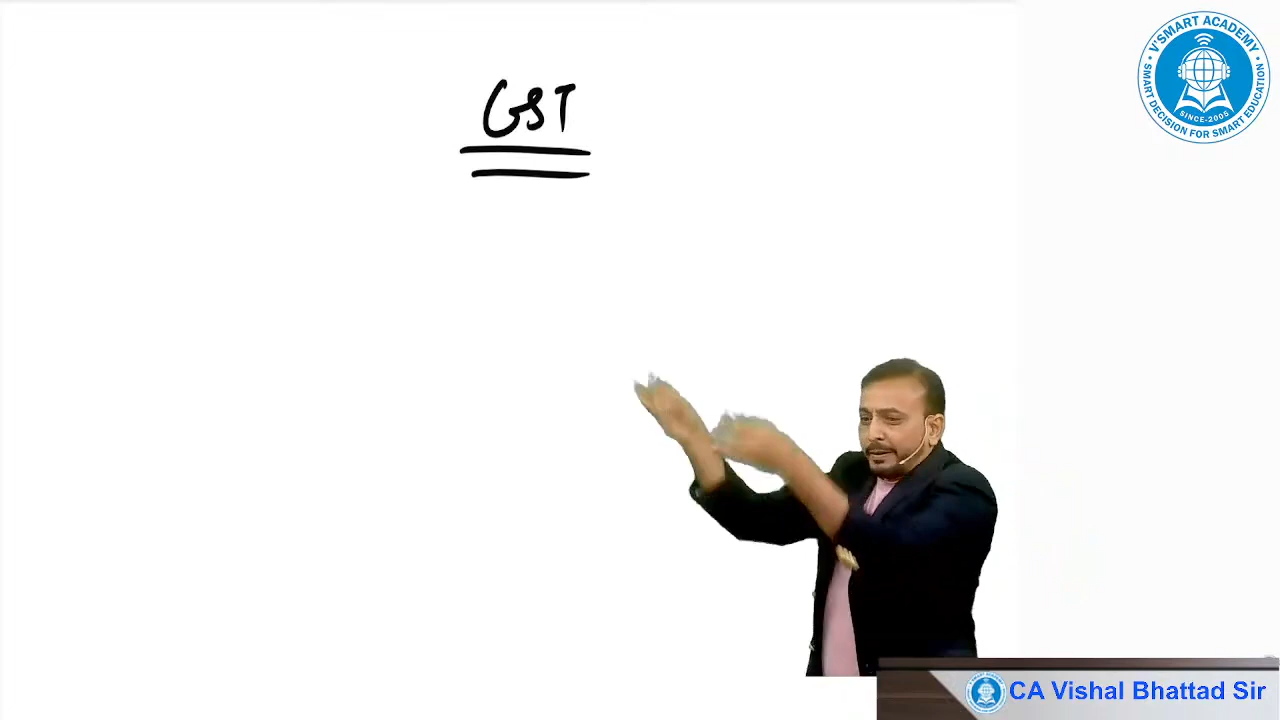 GST
V'SMART ACADEMY
SMART DECISION FOR SMART EDUCATION
SINCE-2005
CA Vishal Bhattad Sir